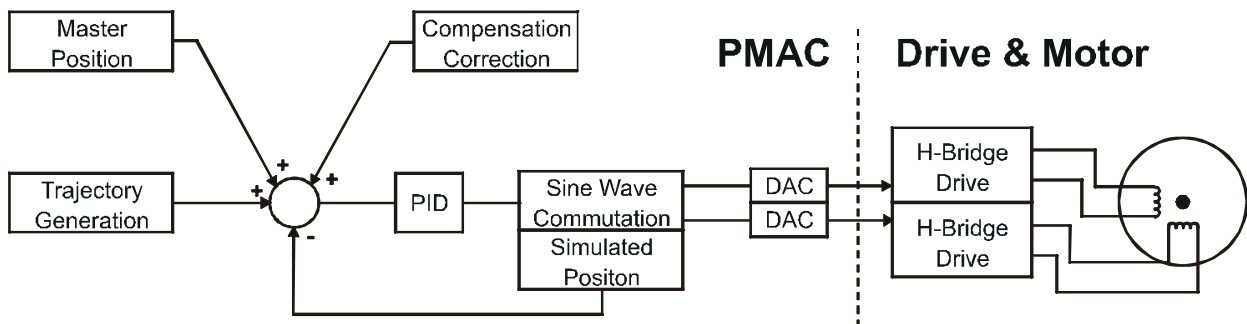 Master
Position
Compensation
Correction
PMAC
Drive & Motor
+
+
+
-
Trajectory
Generation
PID
Sine Wave
Commutation
Simulated
Positon
DAC
DAC
H-Bridge
Drive
H-Bridge
Drive